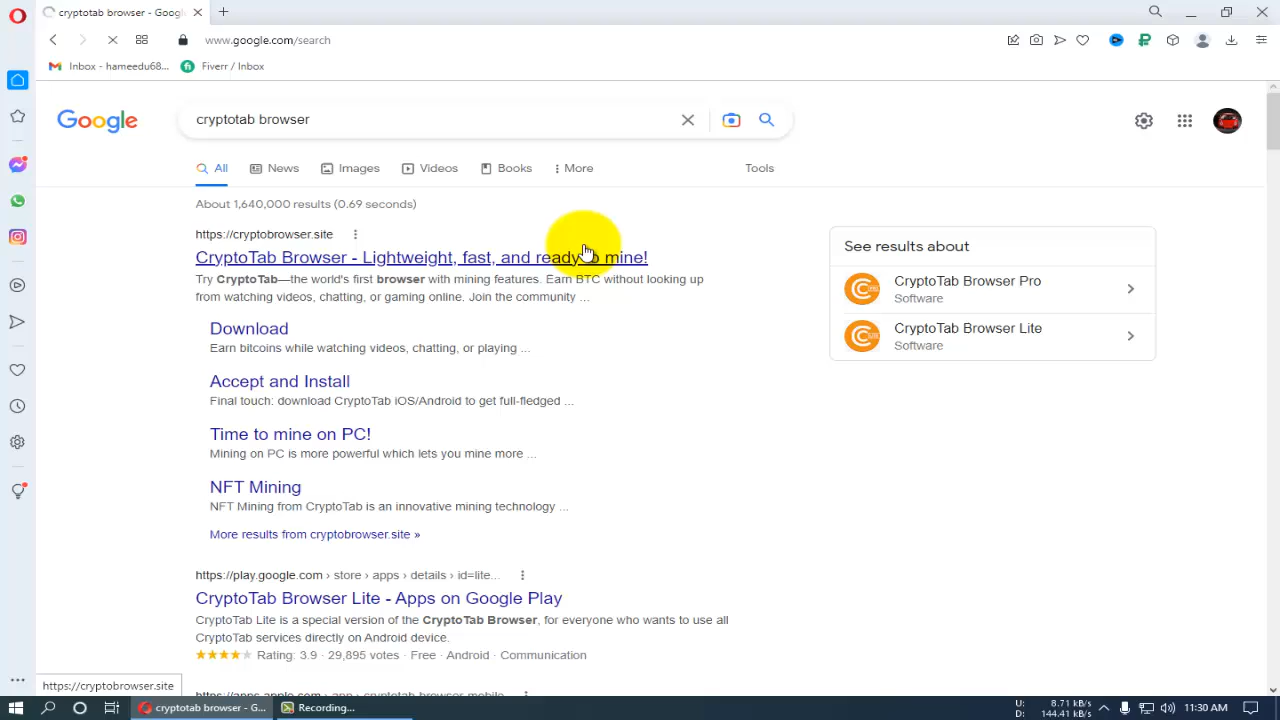 cryptotab browser - Googl
www.google.com/search
Inbox - hameedu68...
Fiverr / Inbox
Google
cryptotab browser
All
News
Images
Videos
Books
More
Tools
About 1,640,000 results (0.69 seconds)
https://cryptobrowser.site
CryptoTab Browser - Lightweight, fast, and ready to mine!
Try CryptoTab—the world's first browser with mining features. Earn BTC without looking up
from watching videos, chatting, or gaming online. Join the community ...
Download
Earn bitcoins while watching videos, chatting, or playing ...
Accept and Install
Final touch: download CryptoTab iOS/Android to get full-fledged ...
Time to mine on PC!
Mining on PC is more powerful which lets you mine more ...
NFT Mining
NFT Mining from CryptoTab is an innovative mining technology ...
More results from cryptobrowser.site »
https://play.google.com › store › apps › details › id=lite...
CryptoTab Browser Lite - Apps on Google Play
CryptoTab Lite is a special version of the CryptoTab Browser, for everyone who wants to use all
CryptoTab services directly on Android device.
Rating: 3.9 · 29,895 votes · Free · Android · Communication
https://apps.apple.com › app › cryptotab-browser-mobile
See results about
CryptoTab Browser Pro
Software
CryptoTab Browser Lite
Software
https://cryptobrowser.site
cryptotab browser - G...
Recording...
U: 8.71 kB/s
D: 144.41 kB/s
11:30 AM